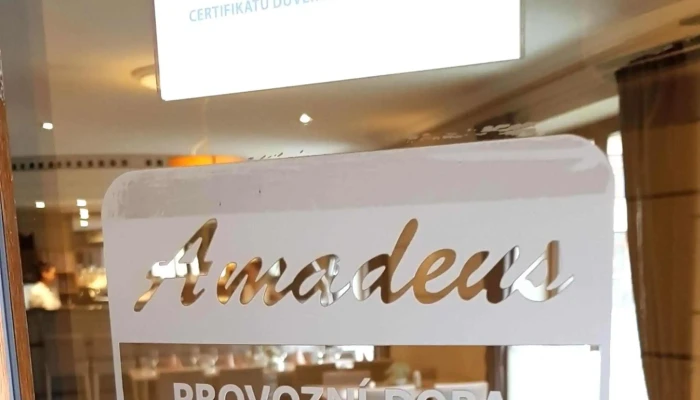 CERTIFIKÁTU DŮVĚ
Amadeus
PROVOZNÍ DOBA